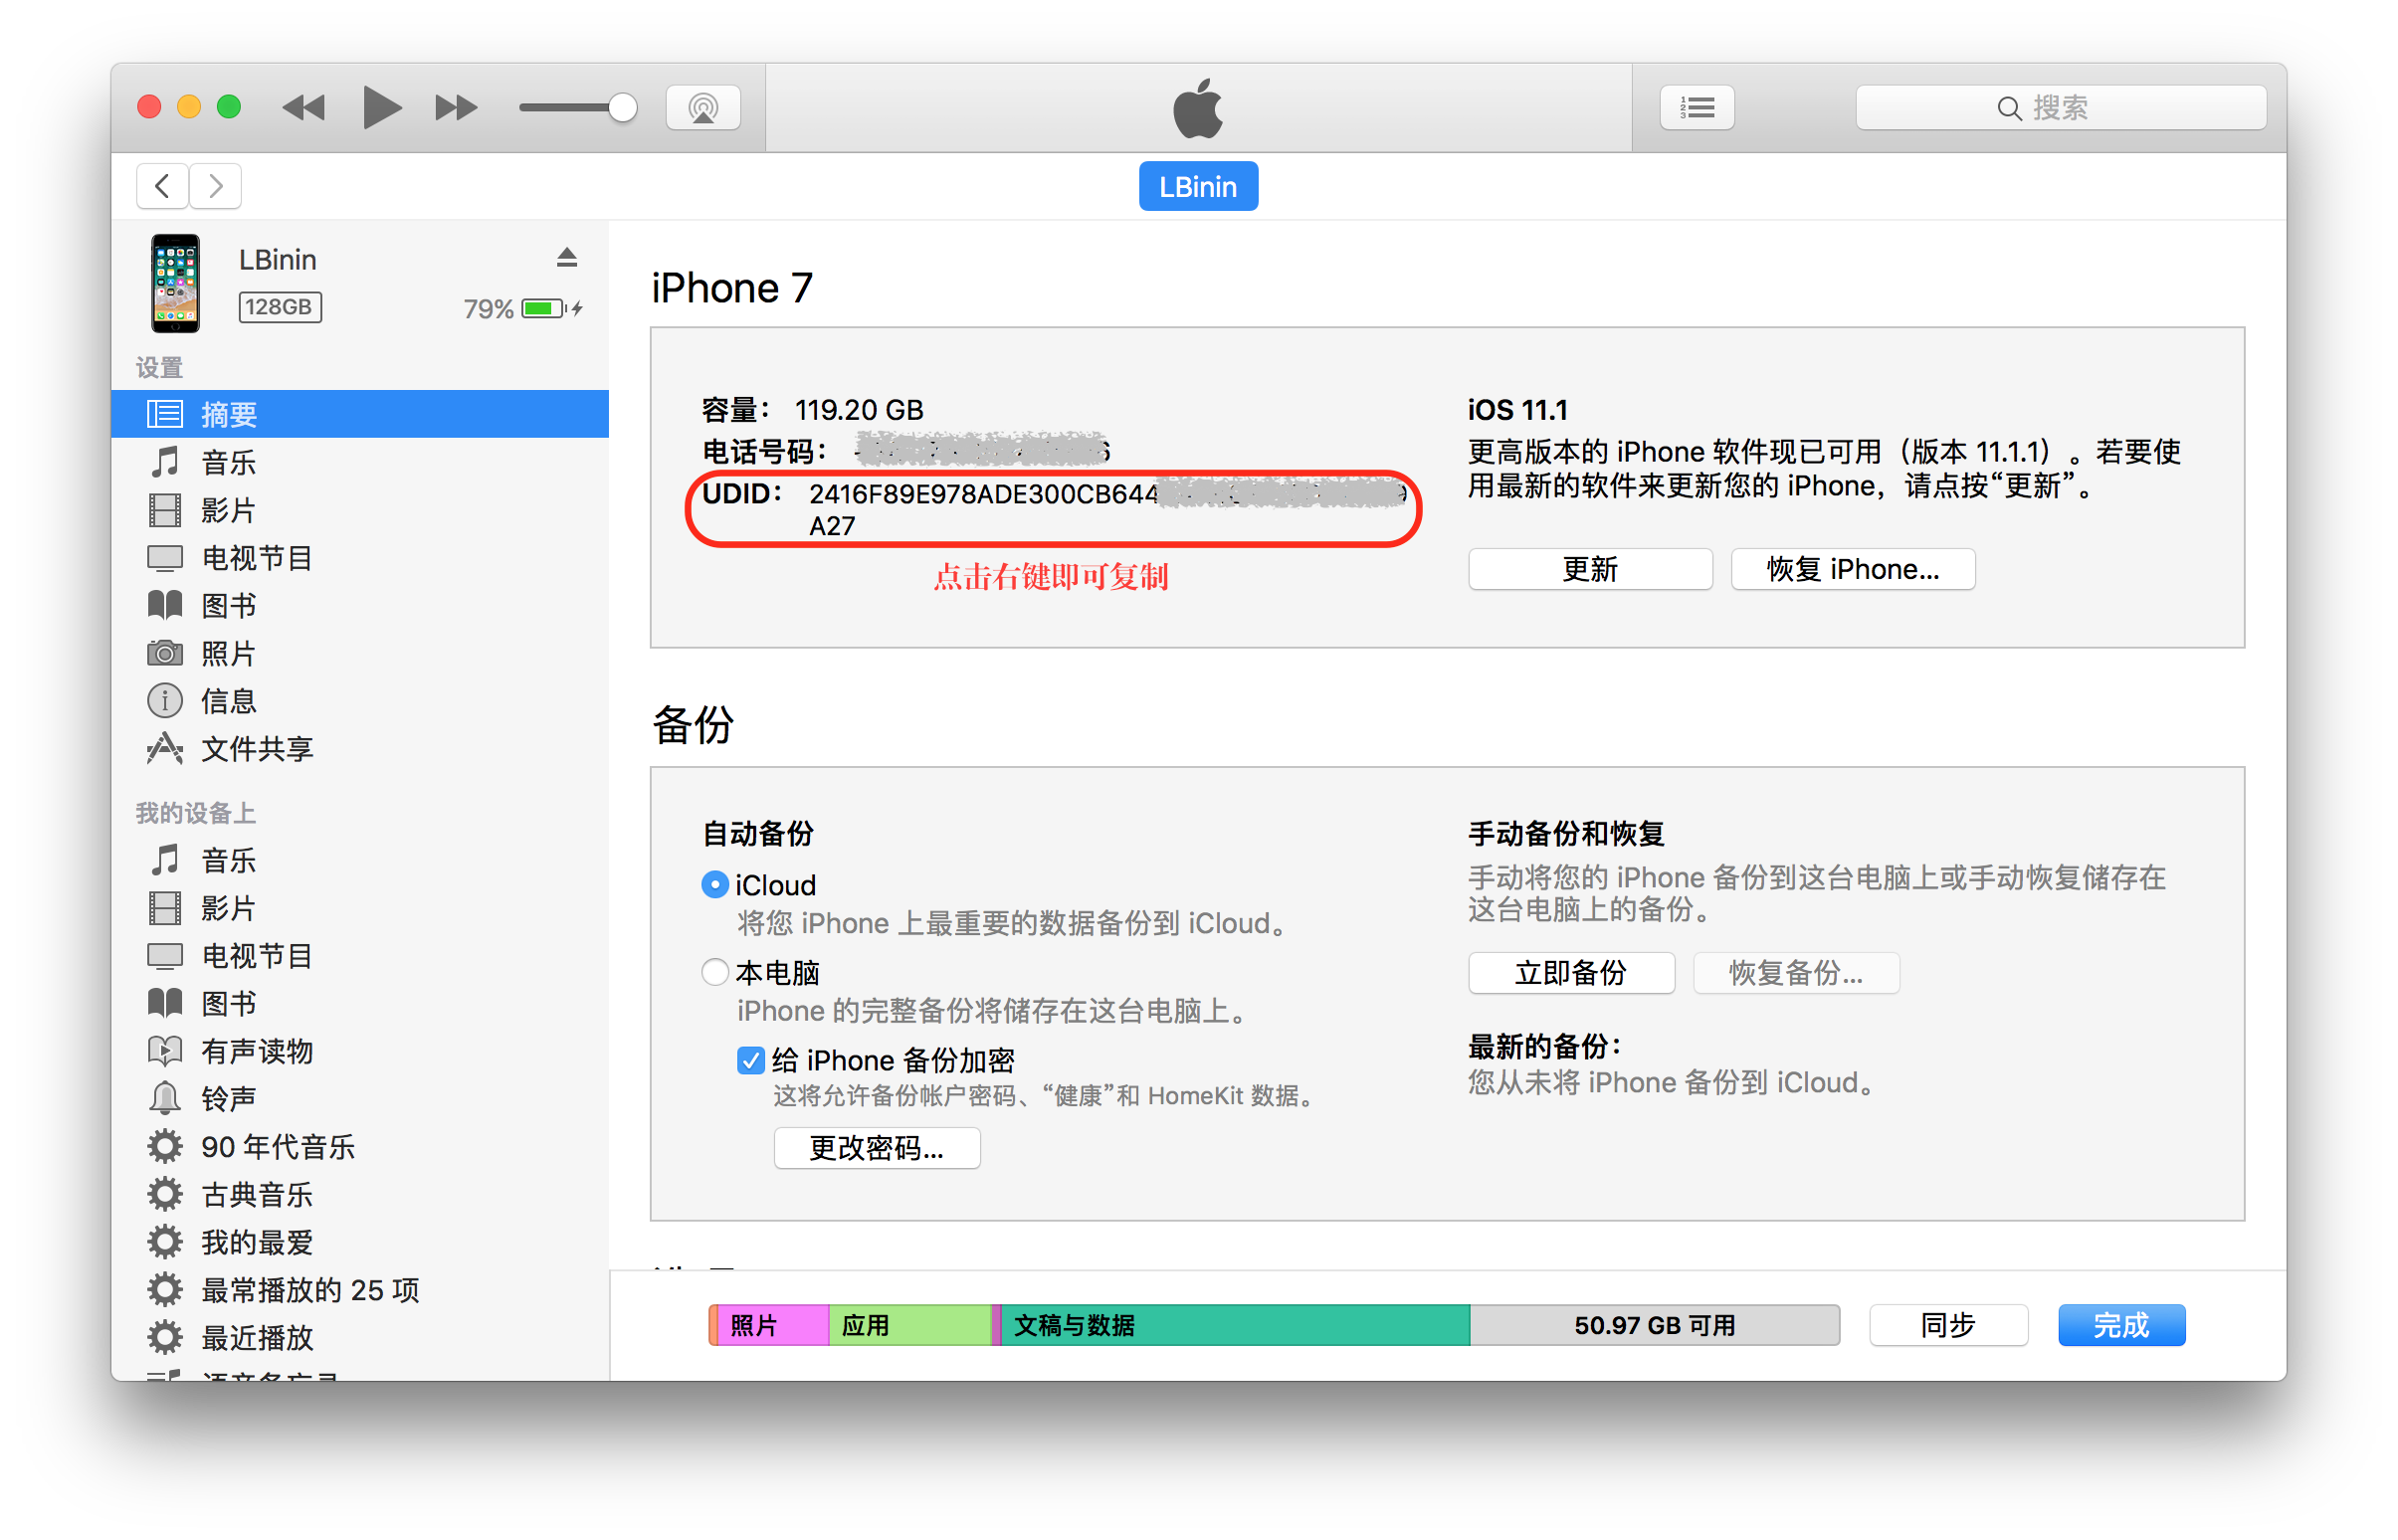 搜索
LBinin
LBinin
128GB
79%
设置
摘要
音乐
影片
电视节目
图书
照片
信息
文件共享
我的设备上
音乐
影片
电视节目
图书
有声读物
铃声
90 年代音乐
古典音乐
我的最爱
最常播放的 25 项
最近播放
iPhone 7
容量： 119.20 GB
电话号码： 6
UDID： 2416F89E978ADE300CB644
A27
点击右键即可复制
iOS 11.1
更高版本的 iPhone 软件现已可用（版本 11.1.1）。若要使
用最新的软件来更新您的 iPhone，请点按“更新”。
更新
恢复 iPhone...
备份
自动备份
iCloud
将您 iPhone 上最重要的数据备份到 iCloud。
本电脑
iPhone 的完整备份将储存在这台电脑上。
给 iPhone 备份加密
这将允许备份帐户密码、“健康”和 HomeKit 数据。
更改密码...
手动备份和恢复
手动将您的 iPhone 备份到这台电脑上或手动恢复储存在
这台电脑上的备份。
立即备份
恢复备份...
最新的备份：
您从未将 iPhone 备份到 iCloud。
照片
应用
文稿与数据
50.97 GB 可用
同步
完成